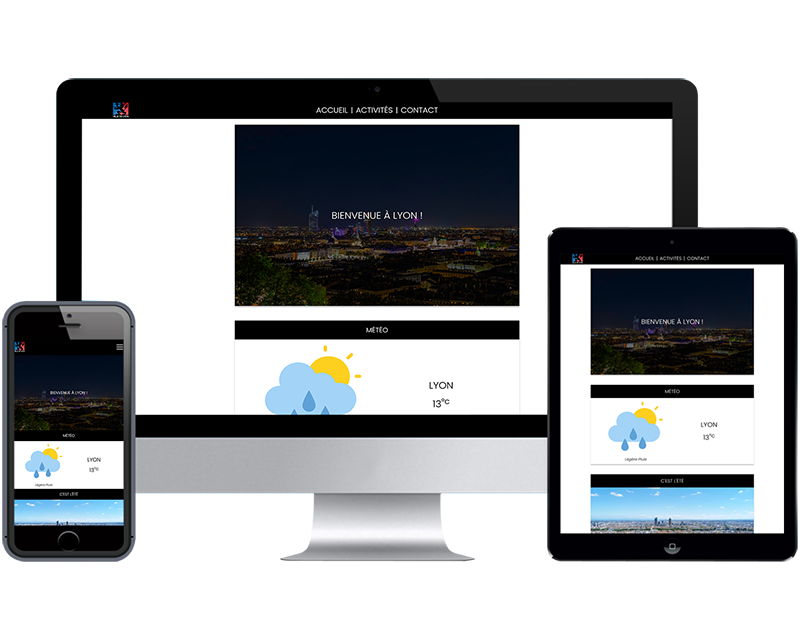 ACCUEIL | ACTIVITÉS | CONTACT
BIENVENUE À LYON !
MÉTÉO
LYON
13°C
ACCUEIL | ACTIVITÉS | CONTACT
BIENVENUE À LYON !
MÉTÉO
LYON
13°C
Légère Pluie
C'EST L'ÉTÉ
BIENVENUE À LYON !
MÉTÉO
LYON
13°C
Légère Pluie
C'EST L'ÉTÉ